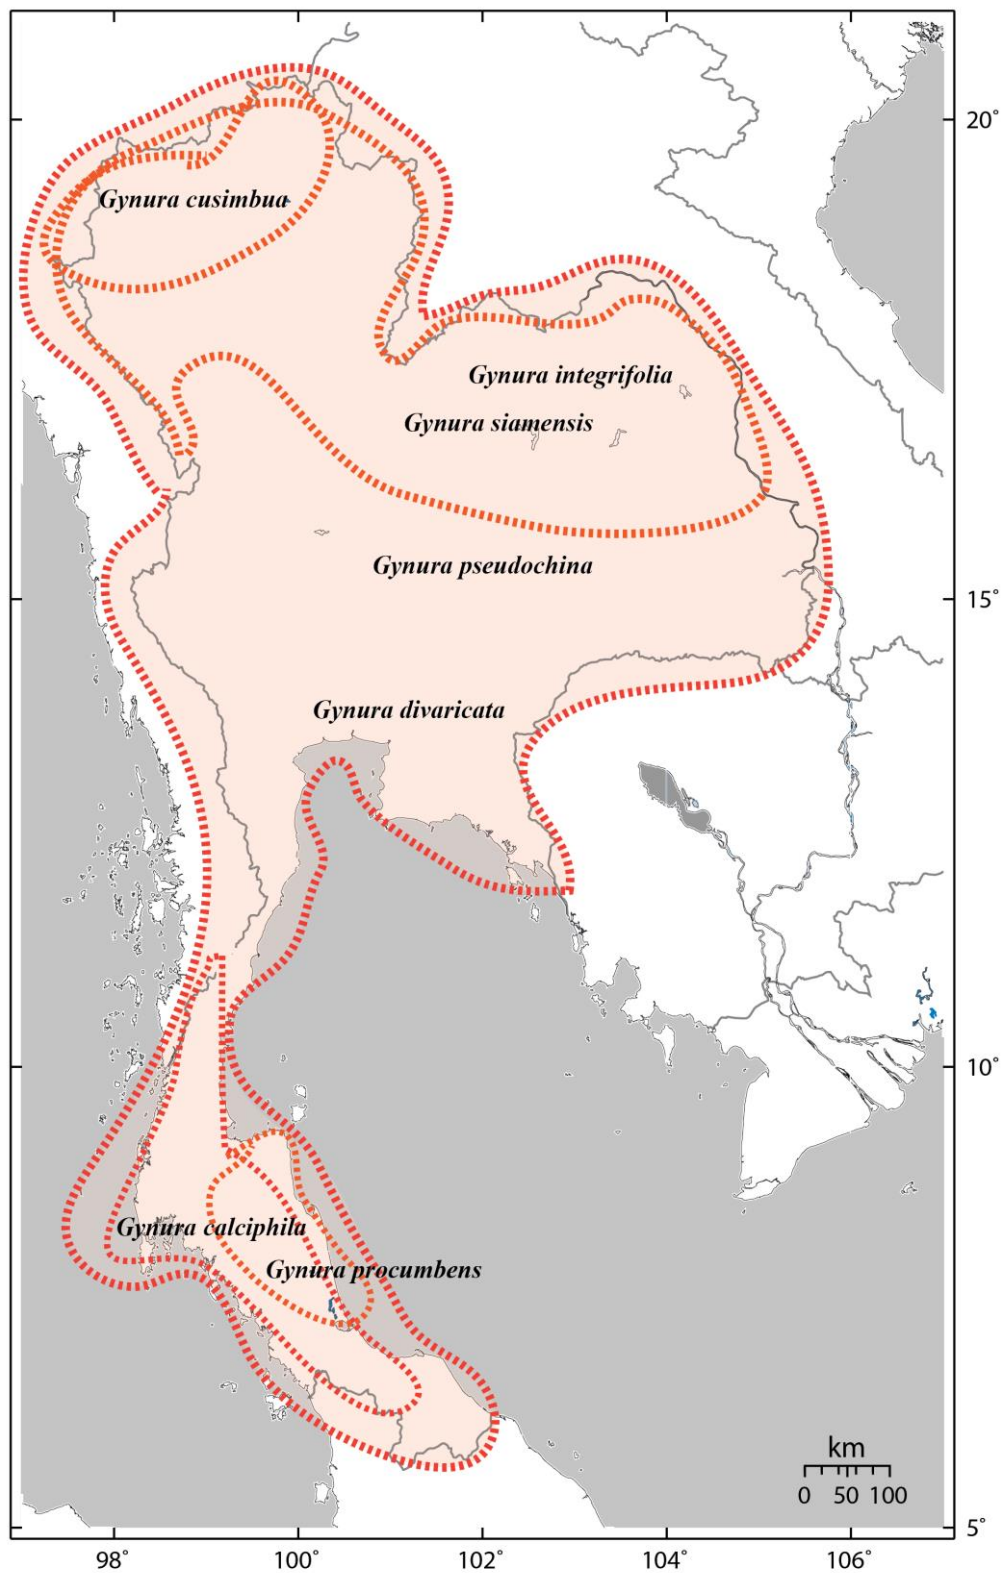 20°
Gynura cusimbua
Gynura integrifolia
Gynura siamensis
Gynura pseudochina
15°
Gynura divaricata
10°
Gynura calciphila
Gynura procumbens
km
0 50 100
5°
98° 100° 102° 104° 106°